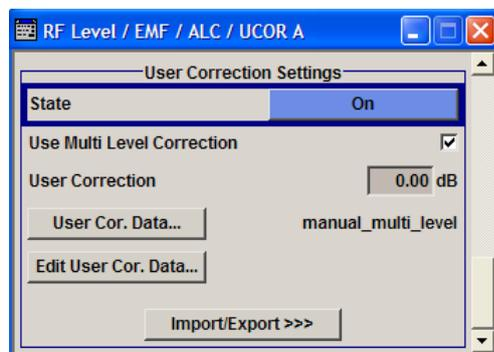 RF Level / EMF / ALC / UCOR A
User Correction Settings
State On
Use Multi Level Correction
User Correction 0.00 dB
User Cor. Data... manual_multi_level
Edit User Cor. Data...
Import/Export >>>